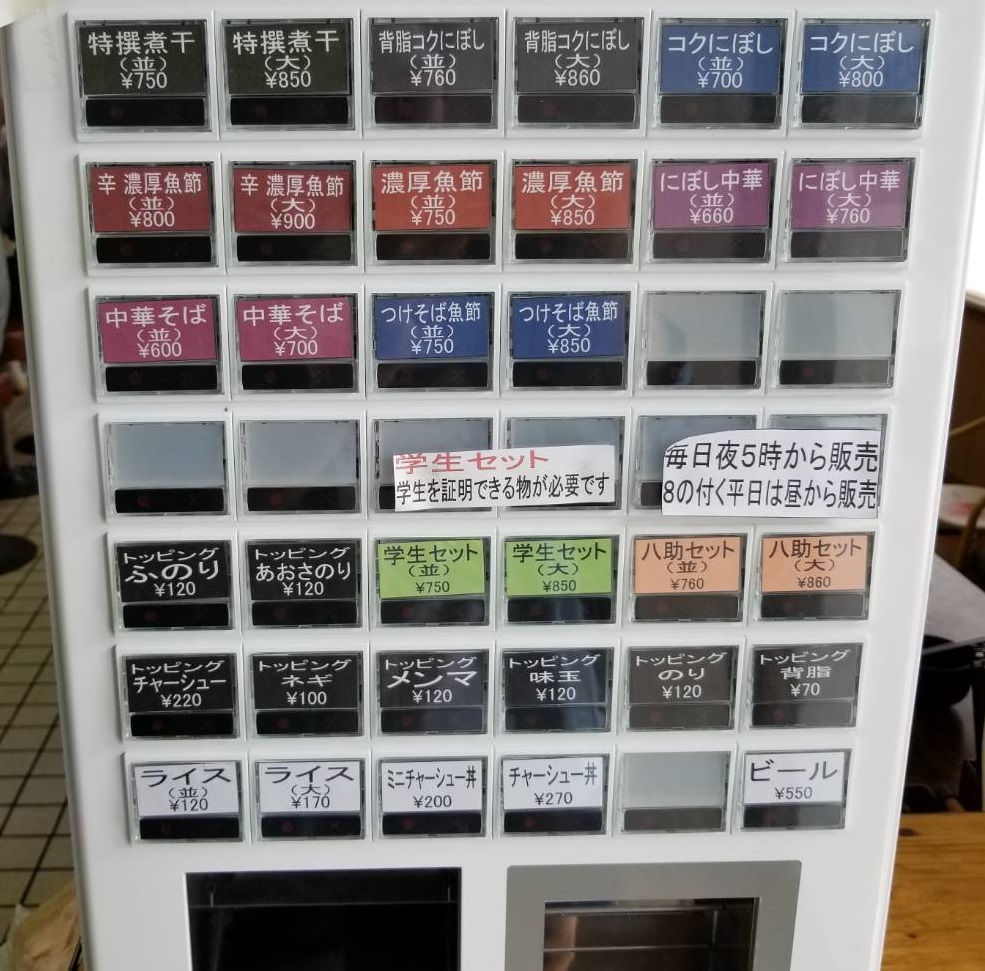 特撰煮干
（並）
¥750
特撰煮干
（大）
¥850
背脂コクにぼし
（並）
¥760
背脂コクにぼし
（大）
¥860
コクにぼし
（並）
¥700
コクにぼし
（大）
¥800
辛 濃厚魚節
（並）
¥800
辛 濃厚魚節
（大）
¥900
濃厚魚節
（並）
¥750
濃厚魚節
（大）
¥850
にぼし中華
（並）
¥660
にぼし中華
（大）
¥760
中華そば
（並）
¥600
中華そば
（大）
¥700
つけそば魚節
（並）
¥750
つけそば魚節
（大）
¥850
学生セット
学生を証明できる物が必要です
毎日夜5時から販売
8の付く平日は昼から販売
トッピング
ふのり
¥120
トッピング
あおさのり
¥120
学生セット
（並）
¥750
学生セット
（大）
¥850
八助セット
（並）
¥760
八助セット
（大）
¥860
トッピング
チャーシュー
¥220
トッピング
ネギ
¥100
トッピング
メンマ
¥120
トッピング
味玉
¥120
トッピング
のり
¥120
トッピング
背脂
¥70
ライス
（並）
¥120
ライス
（大）
¥170
ミニチャーシュー丼
¥200
チャーシュー丼
¥270
ビール
¥550